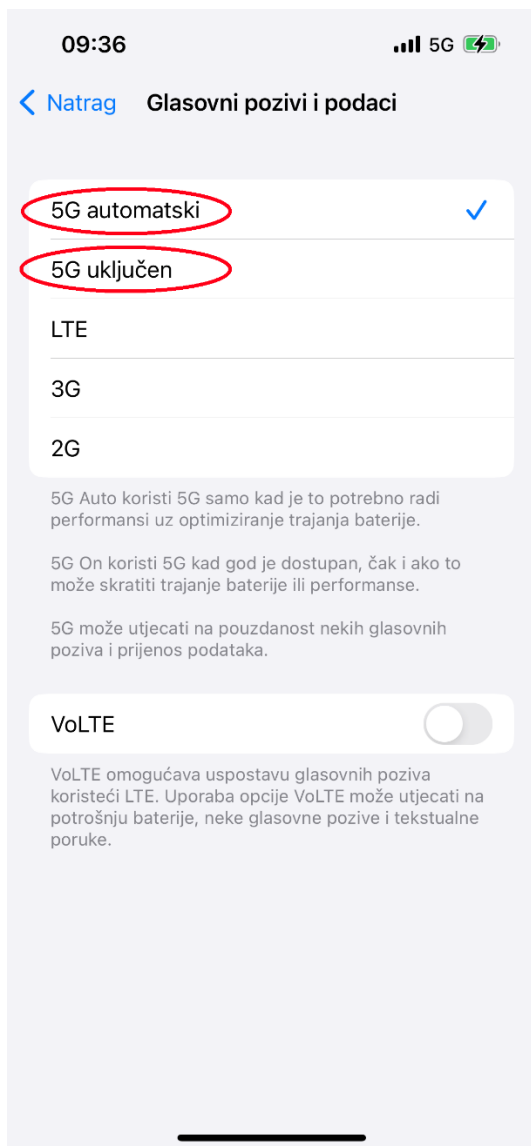 09:36 5G
Natrag Glasovni pozivi i podaci
5G automatski
5G uključen
LTE
3G
2G
5G Auto koristi 5G samo kad je to potrebno radi
performansi uz optimiziranje trajanja baterije.
5G On koristi 5G kad god je dostupan, čak i ako to
može skratiti trajanje baterije ili performanse.
5G može utjecati na pouzdanost nekih glasovnih
poziva i prijenos podataka.
VoLTE
VoLTE omogućava uspostavu glasovnih poziva
koristeći LTE. Uporaba opcije VoLTE može utjecati na
potrošnju baterije, neke glasovne pozive i tekstualne
poruke.